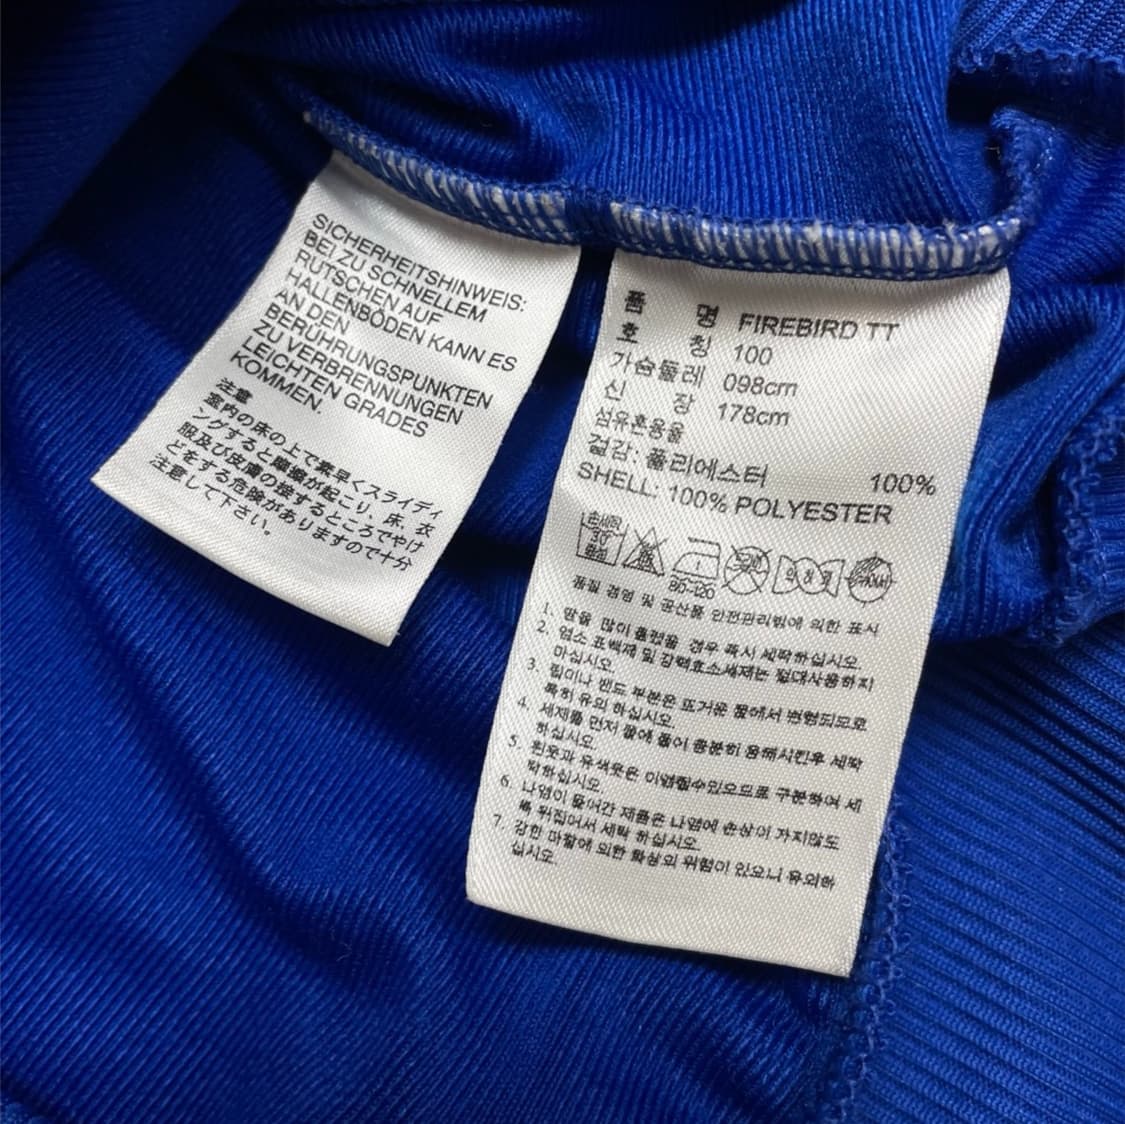 SICHERHEITSHINWEIS:
BEI ZU SCHNELLEM
RUTSCHEN AUF
HALLENBÖDEN KANN ES
AN DEN
BERÜHRUNGSPUNKTEN
ZU VERBRENNUNGEN
LEICHTEN GRADES
KOMMEN.
注意
室内の床の上で素早くスライディ
ングすると摩擦が起こり、床、衣
服及び皮膚の接するところでやけ
どをする危険がありますので十分
注意して下さい。
품 명 FIREBIRD TT
호 칭 100
가슴둘레 098cm
신 장 178cm
섬유혼용율
겉감: 폴리에스터 100%
SHELL: 100% POLYESTER
80~120
품질 경영 및 공산품 안전관리법에 의한 표시
1. 땀을 많이 흘렸을 경우 즉시 세탁하십시오.
2. 염소 표백제 및 강력효소세제는 절대사용하지
마십시오.
3. 힙이나 밴드 부분은 뜨거운 물에서 변형되므로
특히 유의 하십시오.
4. 세제를 먼저 물에 풀어 충분히 용해시킨후 세탁
하십시오.
5. 흰옷과 유색옷은 이염될수있으므로 구분하여 세
탁하십시오.
6. 나염이 들어간 제품은 나염에 손상이 가지않도
록 뒤집어서 세탁 하십시오.
7. 강한 마찰에 의한 화상의 위험이 있으니 유의하
십시오.